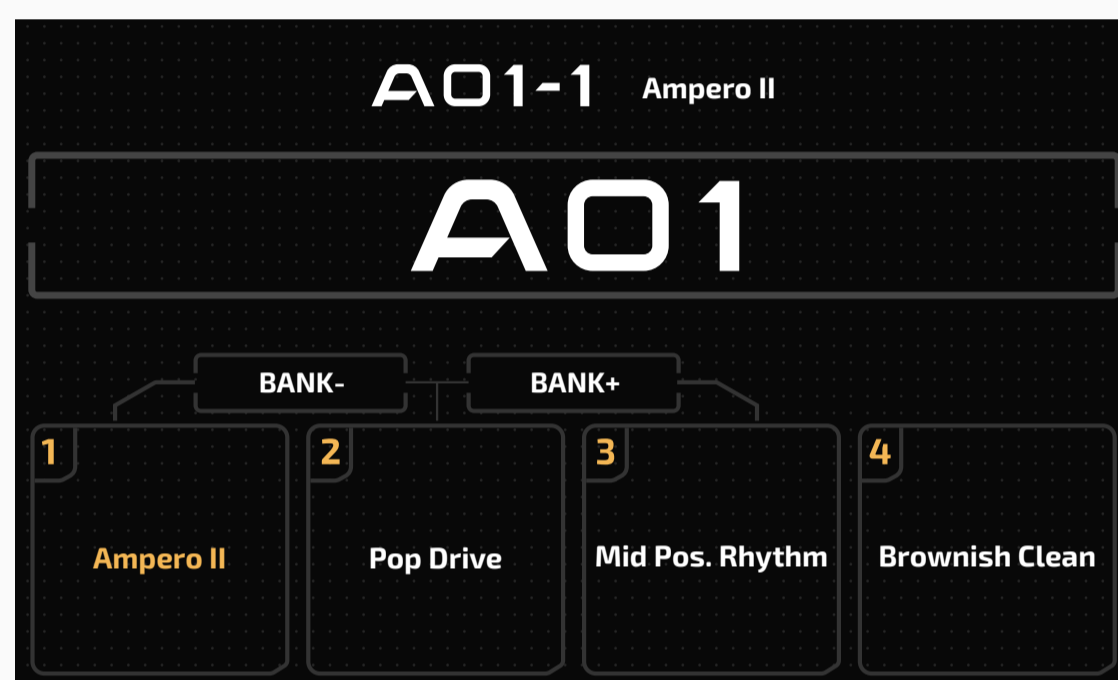 A01-1 Ampero II
A01
BANK- BANK+
1 2 3 4
Ampero II Pop Drive Mid Pos. Rhythm Brownish Clean